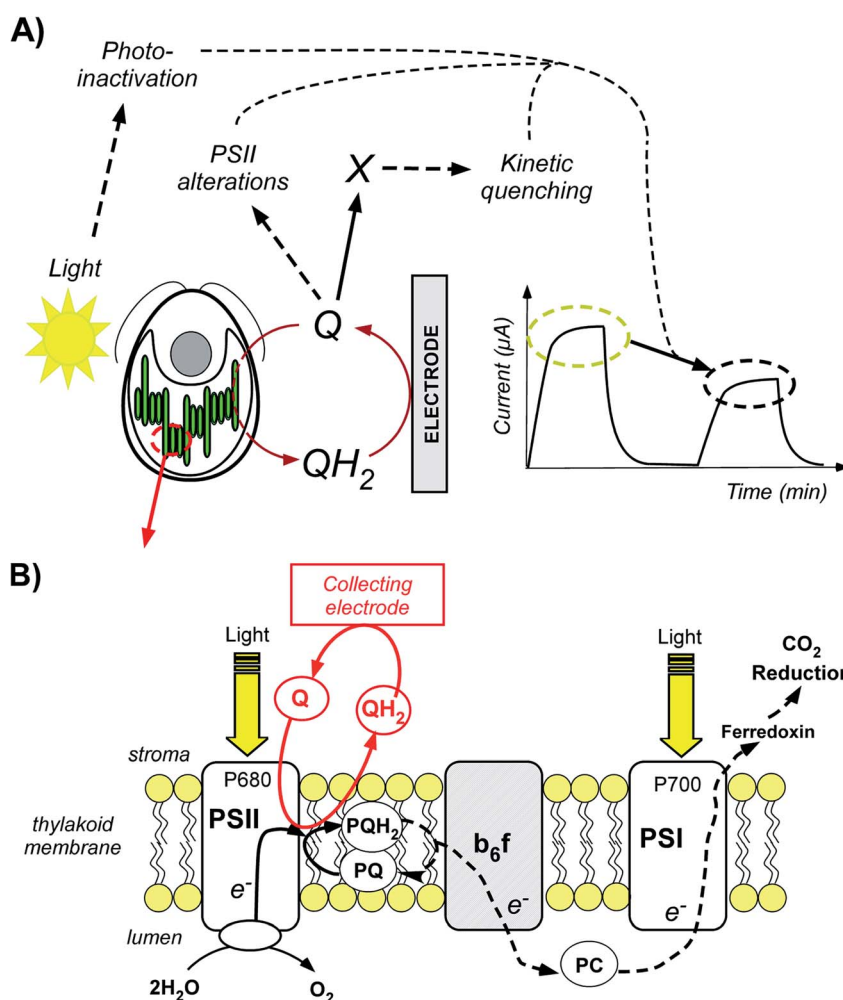 A)
Photo-
inactivation
PSII
alterations
X
Kinetic
quenching
Light
Q
QH2
ELECTRODE
Current (µA)
Time (min)
B)
Collecting
electrode
Light
Light
CO2
Reduction
Q
QH2
Ferredoxin
stroma
P680
P700
thylakoid
membrane
PSII
PQH2
b6f
PSI
PQ
e-
e-
e-
lumen
PC
2H2O
O2